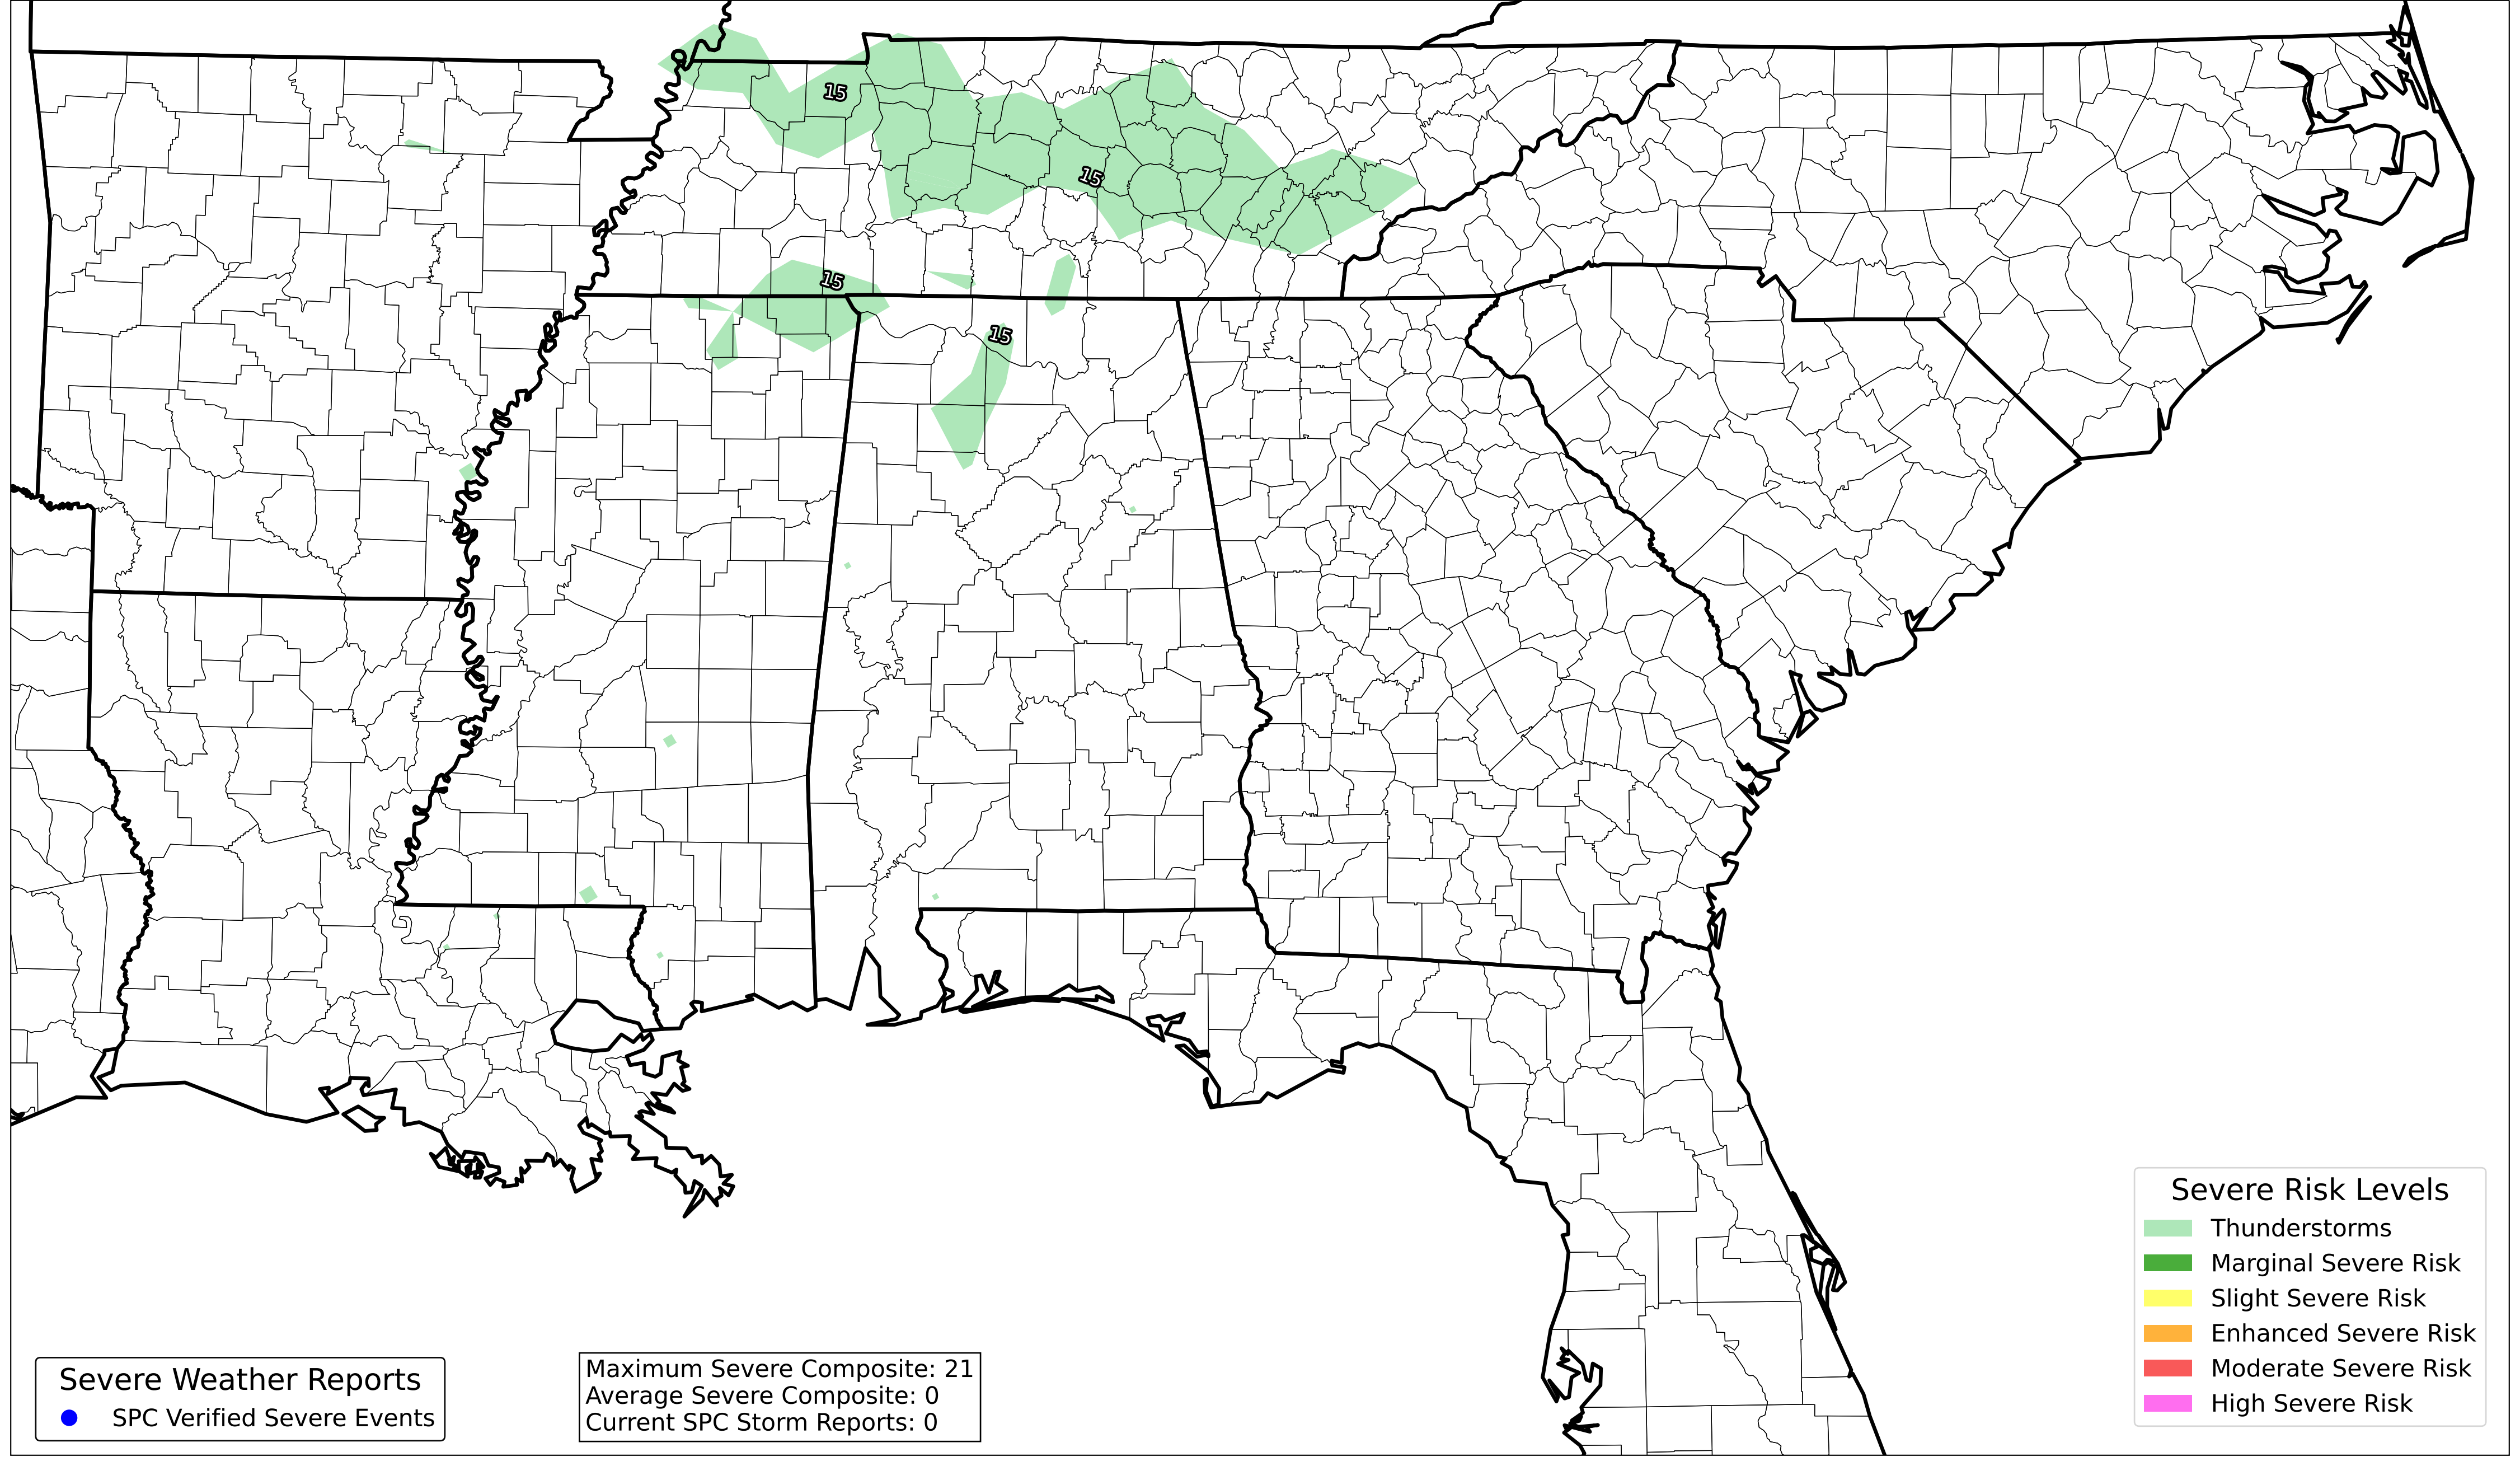 15
15
15
15
Severe Risk Levels
Thunderstorms
Marginal Severe Risk
Slight Severe Risk
Enhanced Severe Risk
Moderate Severe Risk
High Severe Risk
Severe Weather Reports
SPC Verified Severe Events
Maximum Severe Composite: 21
Average Severe Composite: 0
Current SPC Storm Reports: 0